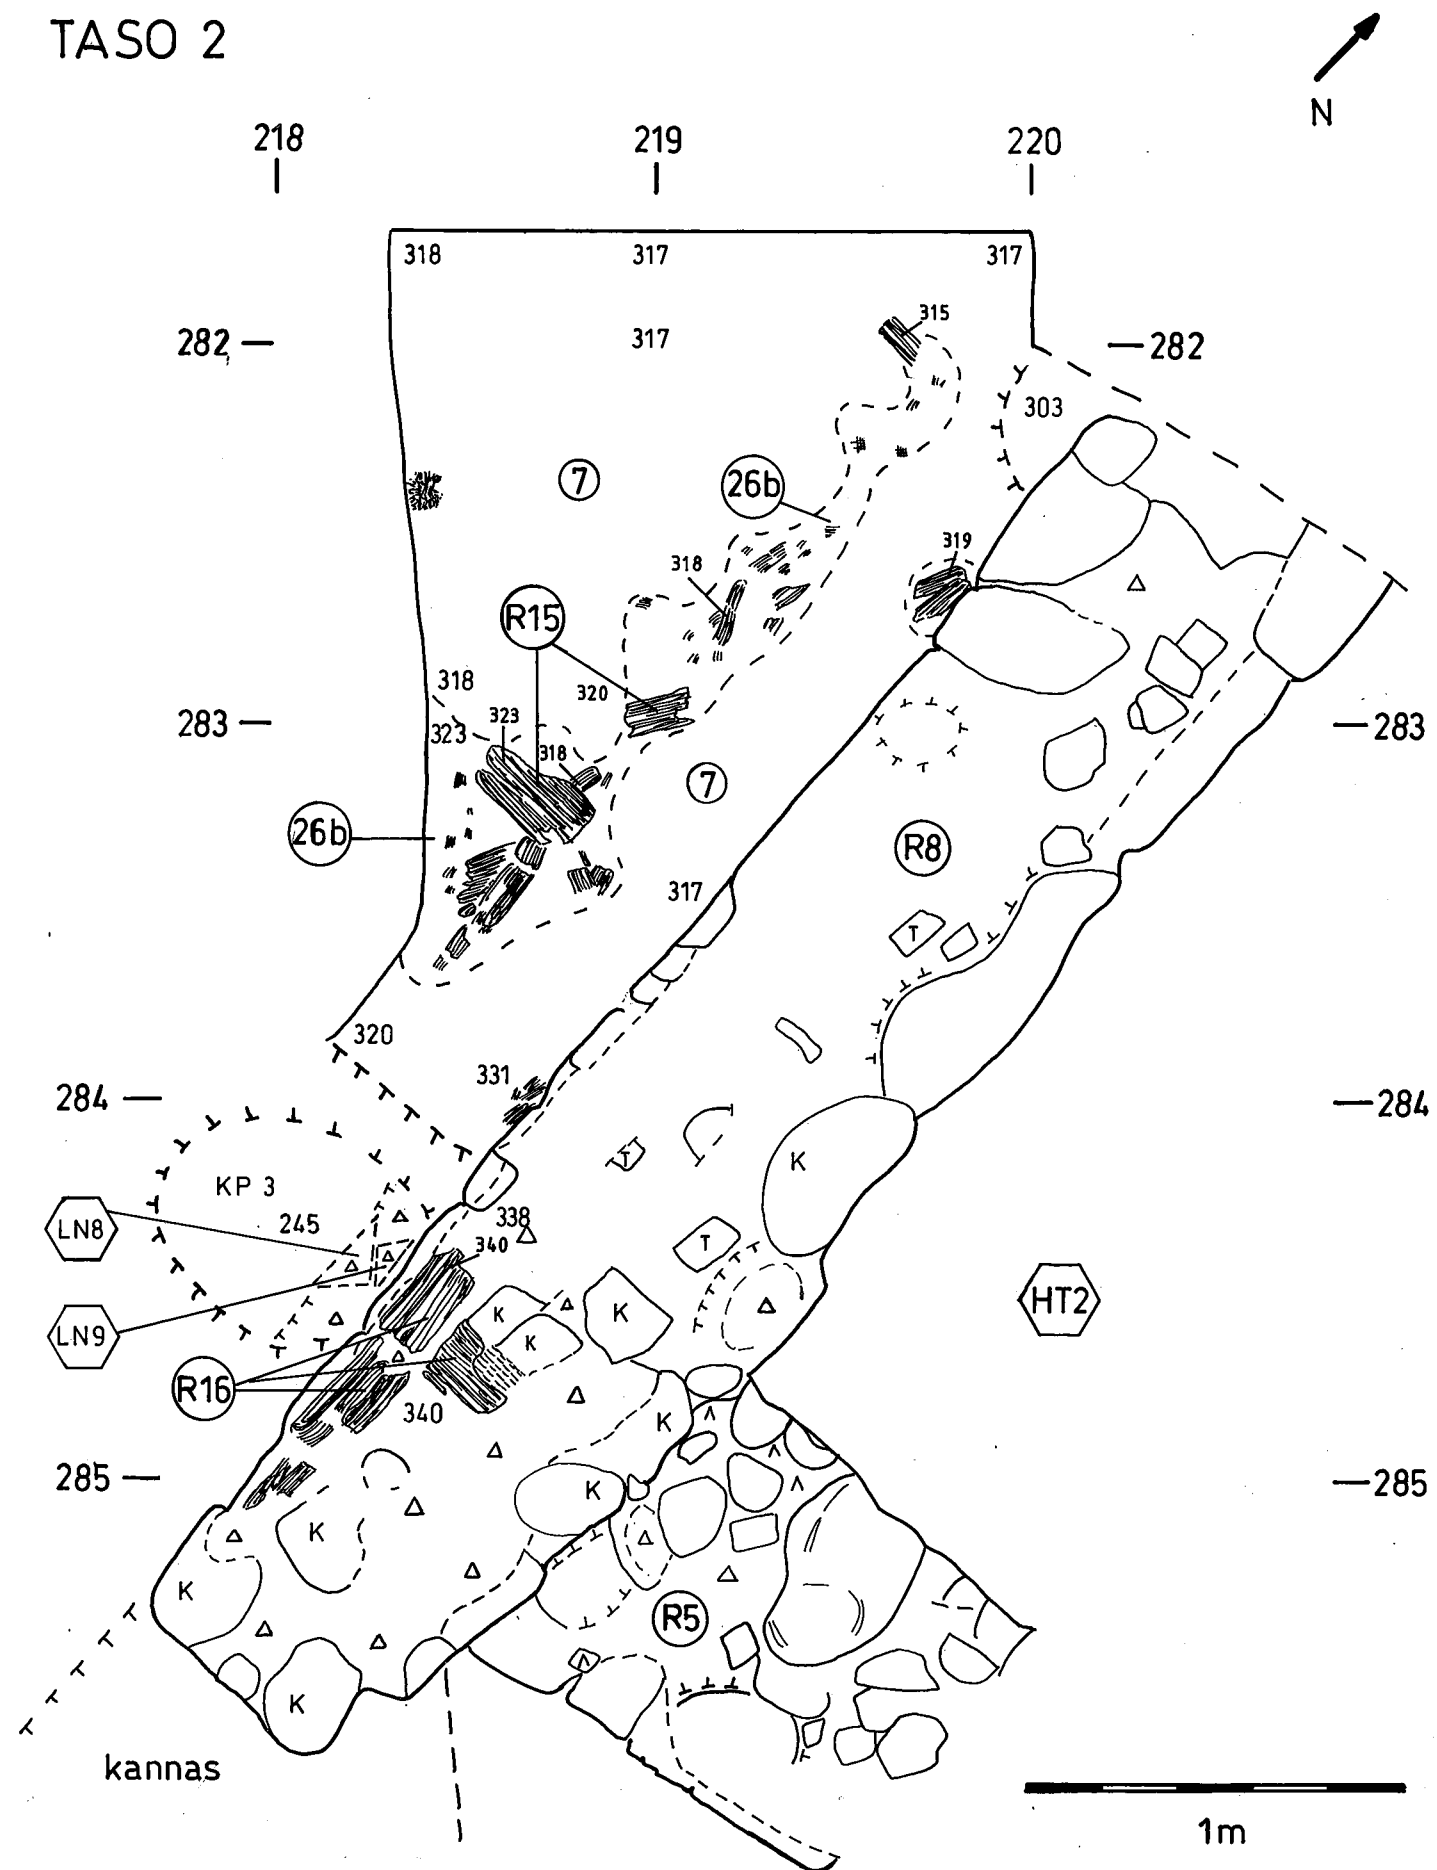 TASO 2
N
218 219 220
318 317 317
315
282 317 282
303
7
26b
319
318
R15
318 320
283 323 283
323
318
7
26b
R8
317
T
320
331
284 284
T
K
KP 3
LN8 245 338
T
340
HT2
K K
LN9 K
R16
340
K
285 K 285
K
K
R5
K
kannas
1m